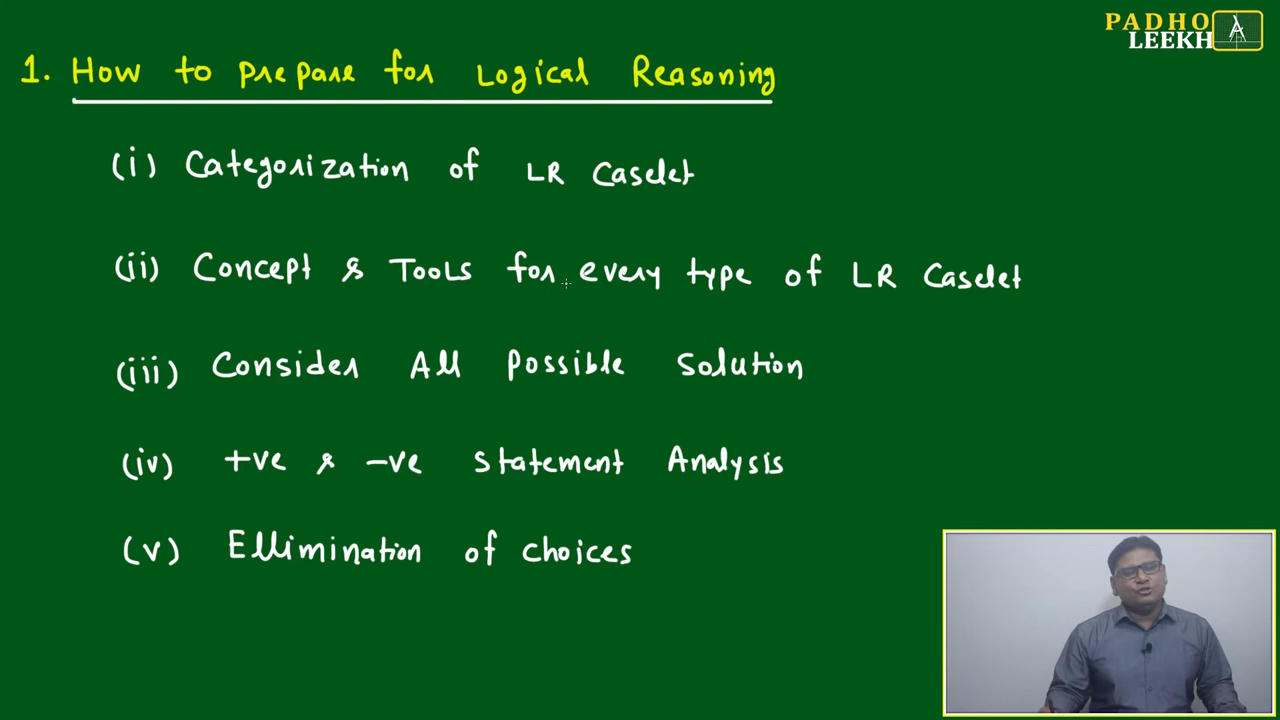 PADHO
LEEKH
1. How to prepare for Logical Reasoning
(i) Categorization of LR Caselet
(ii) Concept & Tools for every type of LR Caselet
(iii) Consider All possible solution
(iv) +ve & -ve statement Analysis
(v) Ellimination of choices